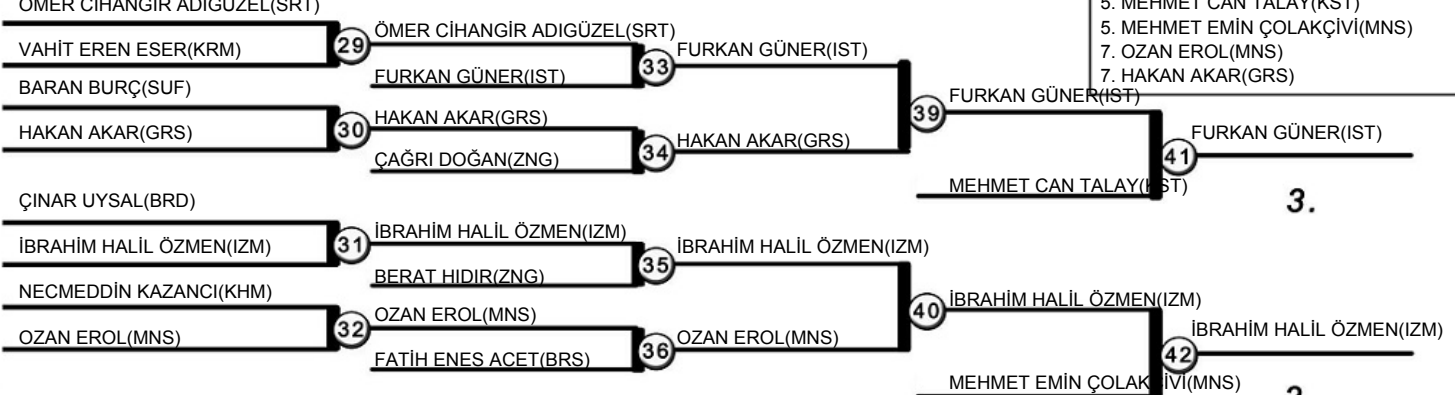 ÖMER CİHANGİR ADIGÜZEL(SRT)
VAHİT EREN ESER(KRM)
BARAN BURÇ(SUF)
HAKAN AKAR(GRS)
ÇINAR UYSAL(BRD)
İBRAHİM HALİL ÖZMEN(IZM)
NECMEDDİN KAZANCI(KHM)
OZAN EROL(MNS)
29
30
31
32
ÖMER CİHANGİR ADIGÜZEL(SRT)
FURKAN GÜNER(IST)
HAKAN AKAR(GRS)
ÇAĞRI DOĞAN(ZNG)
İBRAHİM HALİL ÖZMEN(IZM)
BERAT HIDIR(ZNG)
OZAN EROL(MNS)
FATİH ENES ACET(BRS)
33
34
35
36
FURKAN GÜNER(IST)
HAKAN AKAR(GRS)
İBRAHİM HALİL ÖZMEN(IZM)
OZAN EROL(MNS)
39
40
FURKAN GÜNER(IST)
MEHMET CAN TALAY(KST)
İBRAHİM HALİL ÖZMEN(IZM)
MEHMET EMİN ÇOLAKÇİVİ(MNS)
41
42
FURKAN GÜNER(IST)
3.
İBRAHİM HALİL ÖZMEN(IZM)
5. MEHMET CAN TALAY(KST)
5. MEHMET EMİN ÇOLAKÇİVİ(MNS)
7. OZAN EROL(MNS)
7. HAKAN AKAR(GRS)